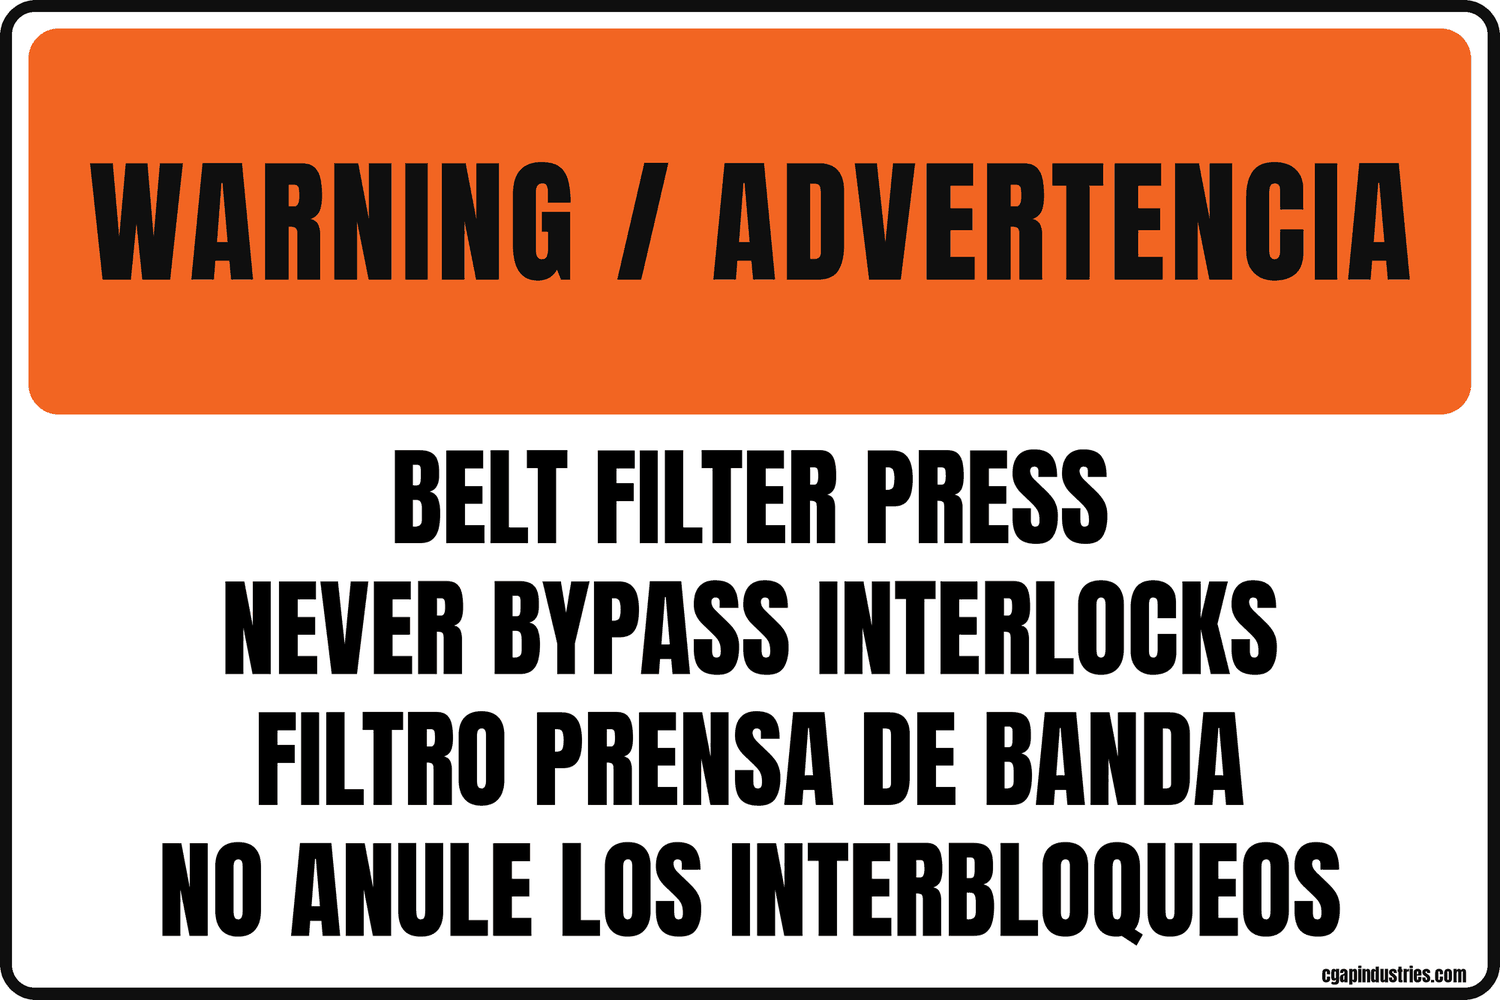 WARNING / ADVERTENCIA
BELT FILTER PRESS
NEVER BYPASS INTERLOCKS
FILTRO PRENSA DE BANDA
NO ANULE LOS INTERBLOQUEOS
cgapindustries.com